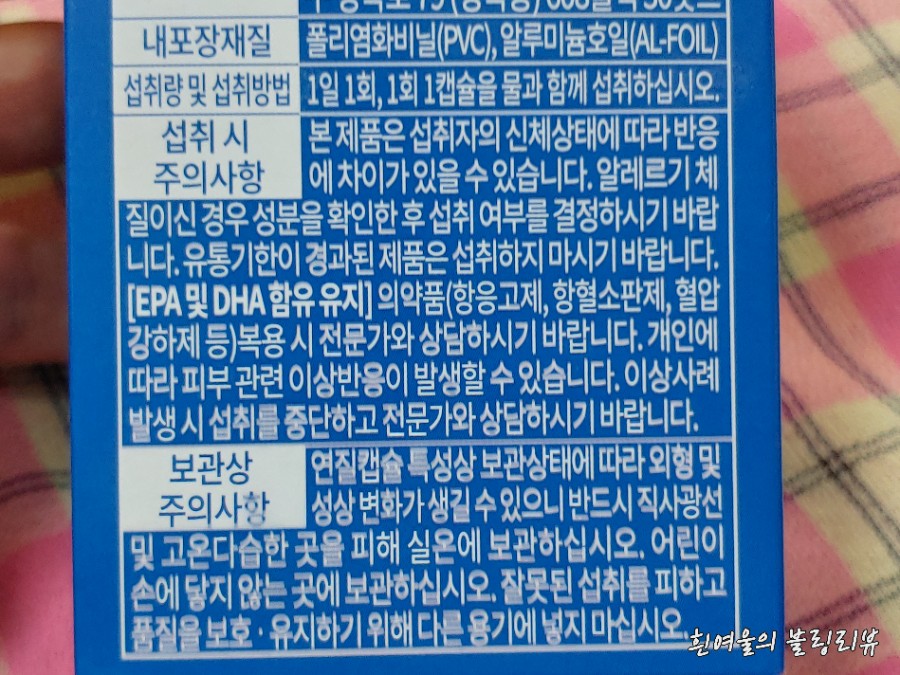 내포장재질 폴리염화비닐(PVC), 알루미늄호일(AL-FOIL)
섭취량 및 섭취방법 1일 1회, 1회 1캡슐을 물과 함께 섭취하십시오.
섭취 시 본 제품은 섭취자의 신체상태에 따라 반응
주의사항 에 차이가 있을 수 있습니다. 알레르기 체
질이신 경우 성분을 확인한 후 섭취 여부를 결정하시기 바랍
니다. 유통기한이 경과된 제품은 섭취하지 마시기 바랍니다.
[EPA 및 DHA 함유 유지] 의약품(항응고제, 항혈소판제, 혈압
강하제 등)복용 시 전문가와 상담하시기 바랍니다. 개인에
따라 피부 관련 이상반응이 발생할 수 있습니다. 이상사례
발생 시 섭취를 중단하고 전문가와 상담하시기 바랍니다.
보관상 연질캡슐 특성상 보관상태에 따라 외형 및
주의사항 성상 변화가 생길 수 있으니 반드시 직사광선
및 고온다습한 곳을 피해 실온에 보관하십시오. 어린이
손에 닿지 않는 곳에 보관하십시오. 잘못된 섭취를 피하고
품질을 보호·유지하기 위해 다른 용기에 넣지 마십시오.
흰여울의 블링리뷰